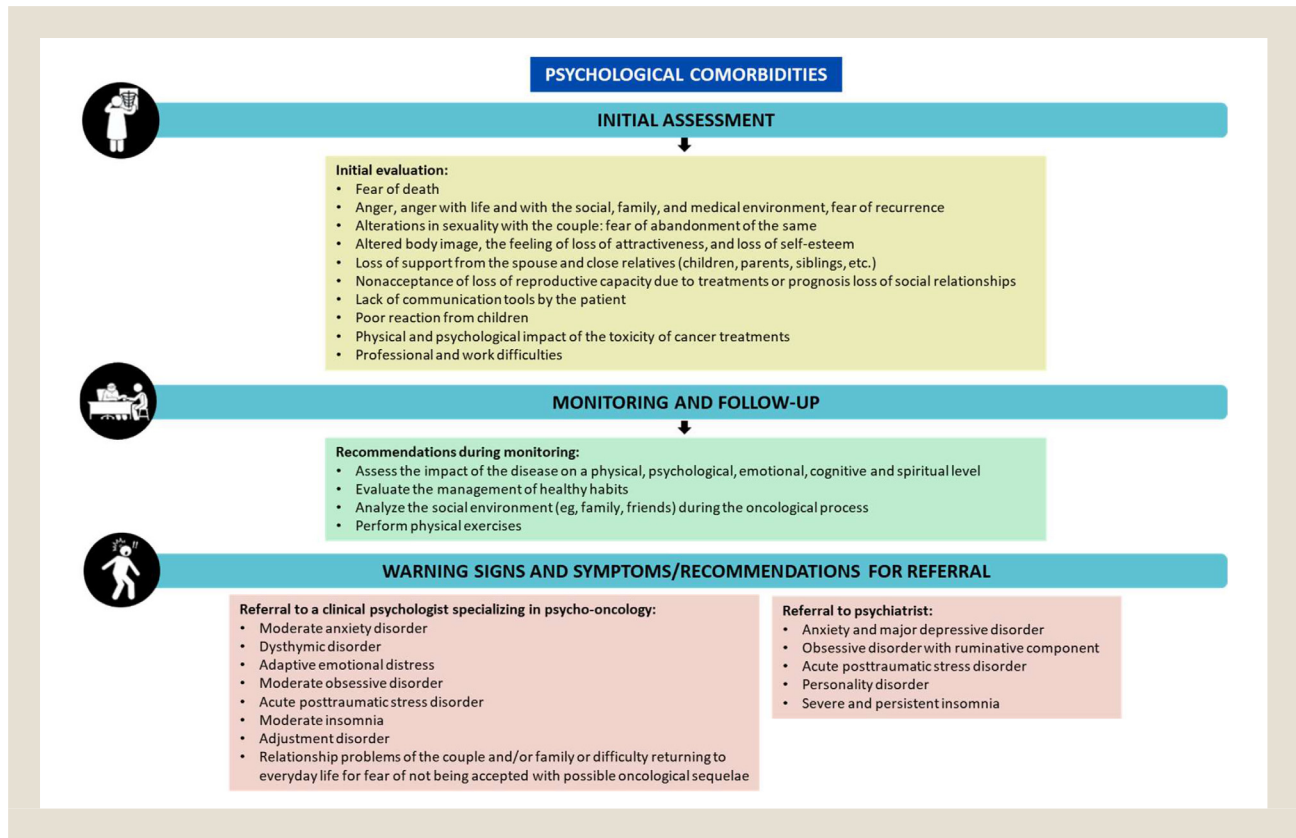 PSYCHOLOGICAL COMORBIDITIES
INITIAL ASSESSMENT
Initial evaluation:
• Fear of death
• Anger, anger with life and with the social, family, and medical environment, fear of recurrence
• Alterations in sexuality with the couple: fear of abandonment of the same
• Altered body image, the feeling of loss of attractiveness, and loss of self-esteem
• Loss of support from the spouse and close relatives (children, parents, siblings, etc.)
• Nonacceptance of loss of reproductive capacity due to treatments or prognosis loss of social relationships
• Lack of communication tools by the patient
• Poor reaction from children
• Physical and psychological impact of the toxicity of cancer treatments
• Professional and work difficulties
MONITORING AND FOLLOW-UP
Recommendations during monitoring:
• Assess the impact of the disease on a physical, psychological, emotional, cognitive and spiritual level
• Evaluate the management of healthy habits
• Analyze the social environment (eg, family, friends) during the oncological process
• Perform physical exercises
!!
WARNING SIGNS AND SYMPTOMS/RECOMMENDATIONS FOR REFERRAL
Referral to a clinical psychologist specializing in psycho-oncology:
• Moderate anxiety disorder
• Dysthymic disorder
• Adaptive emotional distress
• Moderate obsessive disorder
• Acute posttraumatic stress disorder
• Moderate insomnia
• Adjustment disorder
• Relationship problems of the couple and/or family or difficulty returning to
everyday life for fear of not being accepted with possible oncological sequelae
Referral to psychiatrist:
• Anxiety and major depressive disorder
• Obsessive disorder with ruminative component
• Acute posttraumatic stress disorder
• Personality disorder
• Severe and persistent insomnia